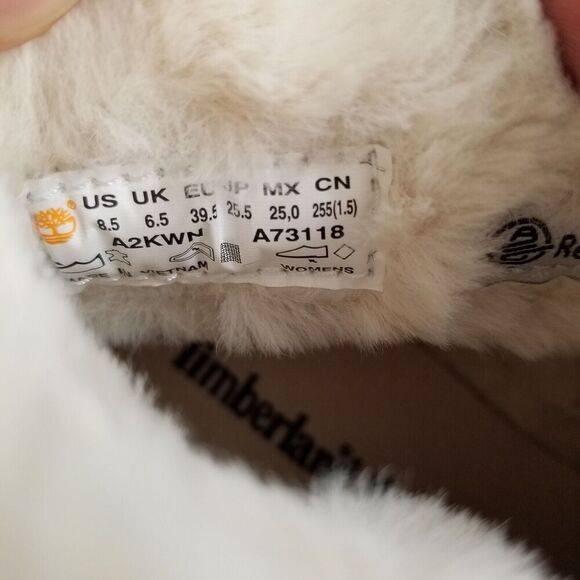 US UK EU JP MX CN
8.5 6.5 39.5 25.5 25,0 255(1.5)
A2KWN A73118
VIETNAM WOMENS
Re
Timberland